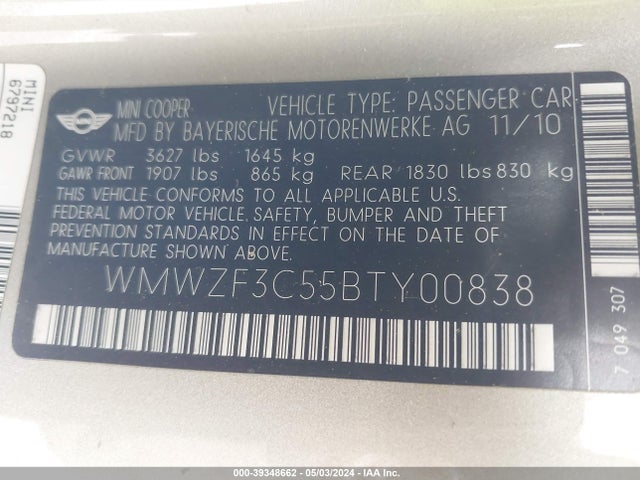 MINI COOPER VEHICLE TYPE: PASSENGER CAR
MFD BY BAYERISCHE MOTORENWERKE AG 11/10
GVWR 3627 lbs 1645 kg
GAWR FRONT 1907 lbs 865 kg REAR 1830 lbs 830 kg
THIS VEHICLE CONFORMS TO ALL APPLICABLE U.S.
FEDERAL MOTOR VEHICLE SAFETY, BUMPER AND THEFT
PREVENTION STANDARDS IN EFFECT ON THE DATE OF
MANUFACTURE SHOWN ABOVE.
WMWZF3C55BTY00838
7 049 307
MINI
6797218
000-39348662 - 05/03/2024 - IAAI.COM